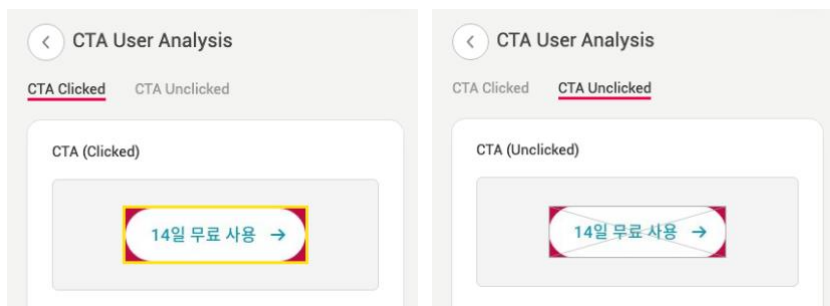 CTA User Analysis
CTA Clicked CTA Unclicked
CTA (Clicked)
14일 무료 사용 →
CTA User Analysis
CTA Clicked CTA Unclicked
CTA (Unclicked)
14일 무료 사용 →